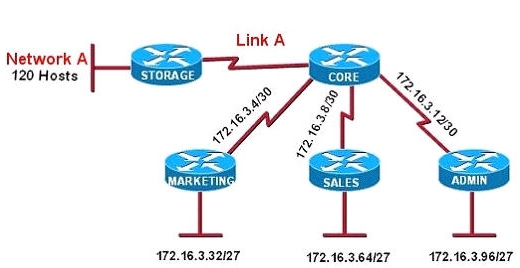 Link A
Network A
120 Hosts
STORAGE
CORE
172.16.3.4/30
172.16.3.8/30
172.16.3.12/30
MARKETING
SALES
ADMIN
172.16.3.32/27
172.16.3.64/27
172.16.3.96/27